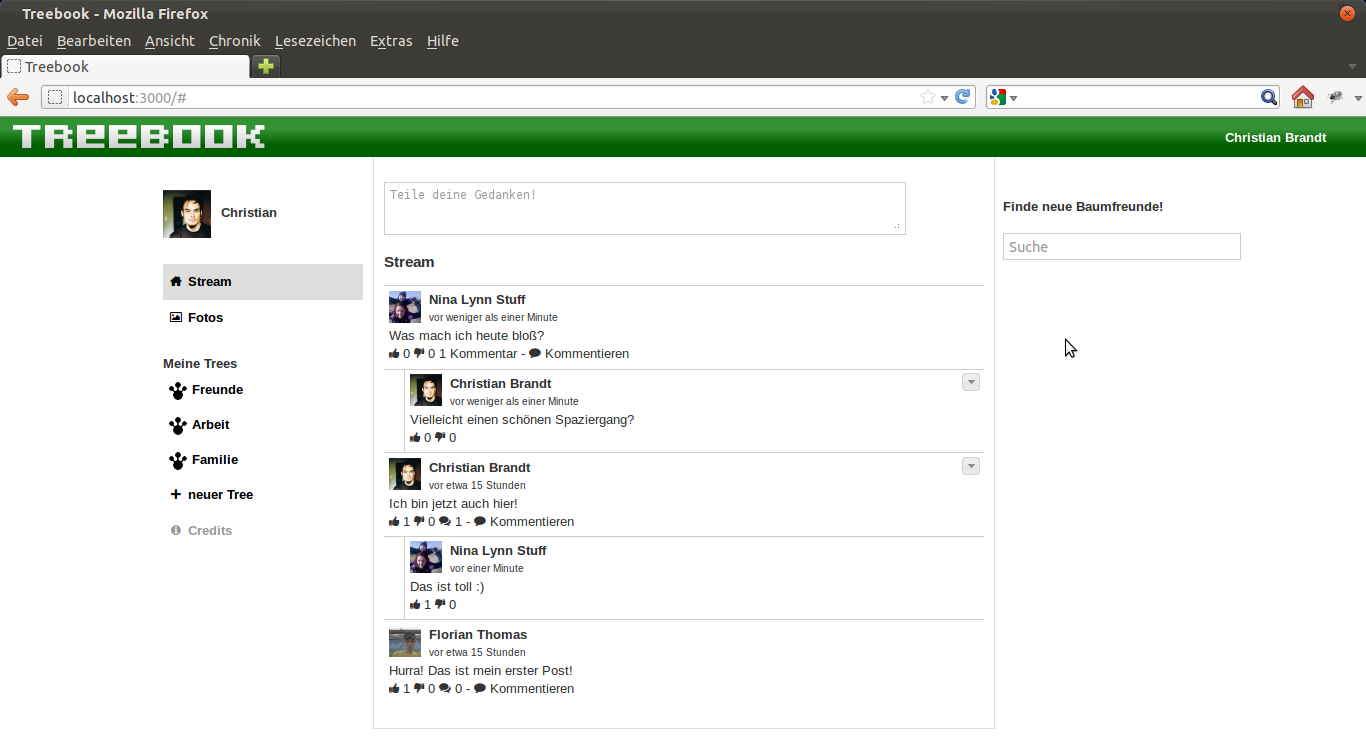 Treebook - Mozilla Firefox
Datei Bearbeiten Ansicht Chronik Lesezeichen Extras Hilfe
Treebook
localhost:3000/#
TREEBOOK
Christian Brandt
Christian
Stream
Fotos
Meine Trees
Freunde
Arbeit
Familie
neuer Tree
Credits
Teile deine Gedanken!
Stream
Nina Lynn Stuff
vor weniger als einer Minute
Was mach ich heute bloß?
0 0 1 Kommentar - Kommentieren
Christian Brandt
vor weniger als einer Minute
Vielleicht einen schönen Spaziergang?
0 0
Christian Brandt
vor etwa 15 Stunden
Ich bin jetzt auch hier!
1 0 1 - Kommentieren
Nina Lynn Stuff
vor einer Minute
Das ist toll :)
1 0
Florian Thomas
vor etwa 15 Stunden
Hurra! Das ist mein erster Post!
1 0 0 - Kommentieren
Finde neue Baumfreunde!
Suche